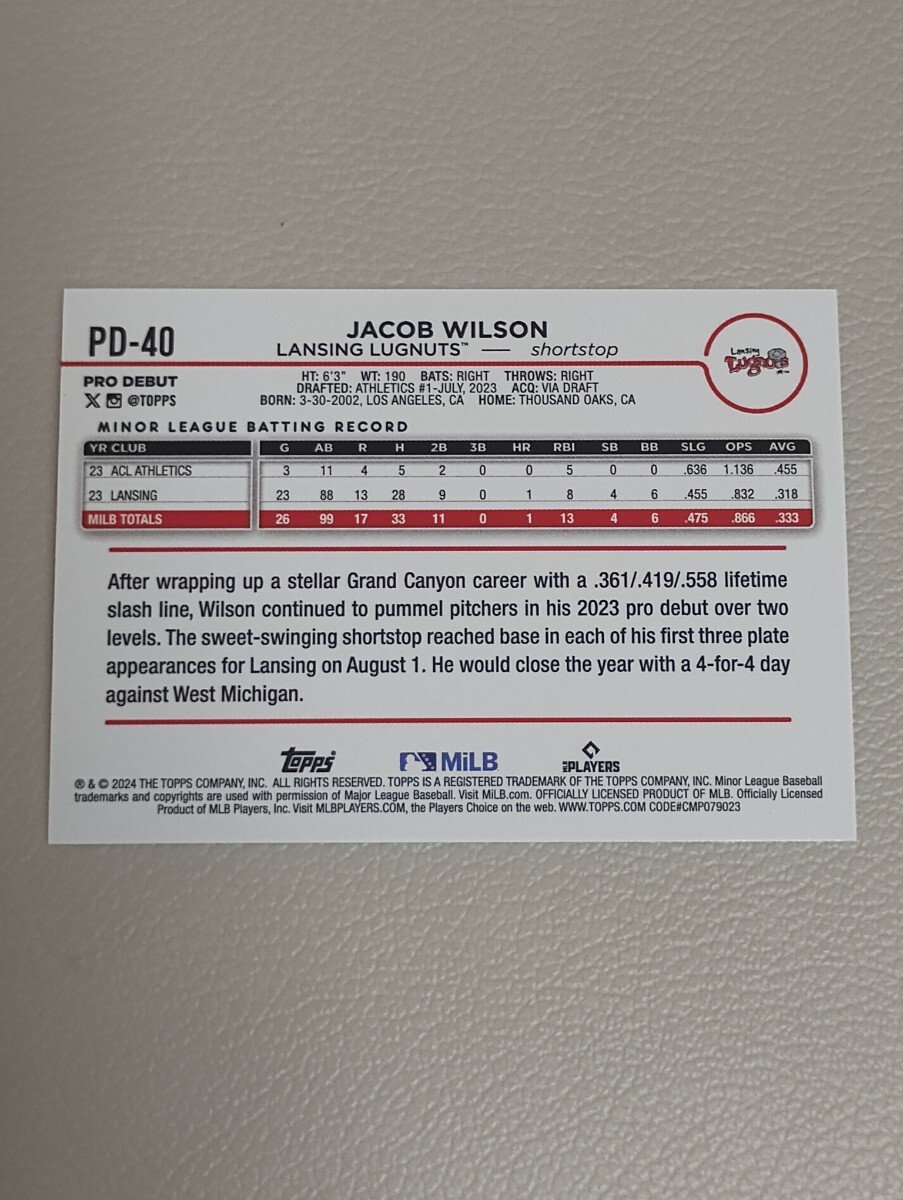 PD-40
JACOB WILSON
LANSING LUGNUTS™ — shortstop
Lansing
Lugnuts
PRO DEBUT
@TOPPS
HT: 6'3" WT: 190 BATS: RIGHT THROWS: RIGHT
DRAFTED: ATHLETICS #1-JULY, 2023 ACQ: VIA DRAFT
BORN: 3-30-2002, LOS ANGELES, CA HOME: THOUSAND OAKS, CA
MINOR LEAGUE BATTING RECORD
YR CLUB G AB R H 2B 3B HR RBI SB BB SLG OPS AVG
23 ACL ATHLETICS 3 11 4 5 2 0 0 5 0 0 .636 1.136 .455
23 LANSING 23 88 13 28 9 0 1 8 4 6 .455 .832 .318
MILB TOTALS 26 99 17 33 11 0 1 13 4 6 .475 .866 .333
After wrapping up a stellar Grand Canyon career with a .361/.419/.558 lifetime
slash line, Wilson continued to pummel pitchers in his 2023 pro debut over two
levels. The sweet-swinging shortstop reached base in each of his first three plate
appearances for Lansing on August 1. He would close the year with a 4-for-4 day
against West Michigan.
Topps MiLB MLB PLAYERS
® & © 2024 THE TOPPS COMPANY, INC. ALL RIGHTS RESERVED. TOPPS IS A REGISTERED TRADEMARK OF THE TOPPS COMPANY, INC. Minor League Baseball
trademarks and copyrights are used with permission of Major League Baseball. Visit MiLB.com. OFFICIALLY LICENSED PRODUCT OF MLB. Officially Licensed
Product of MLB Players, Inc. Visit MLBPLAYERS.COM, the Players Choice on the web. WWW.TOPPS.COM CODE#CMP079023